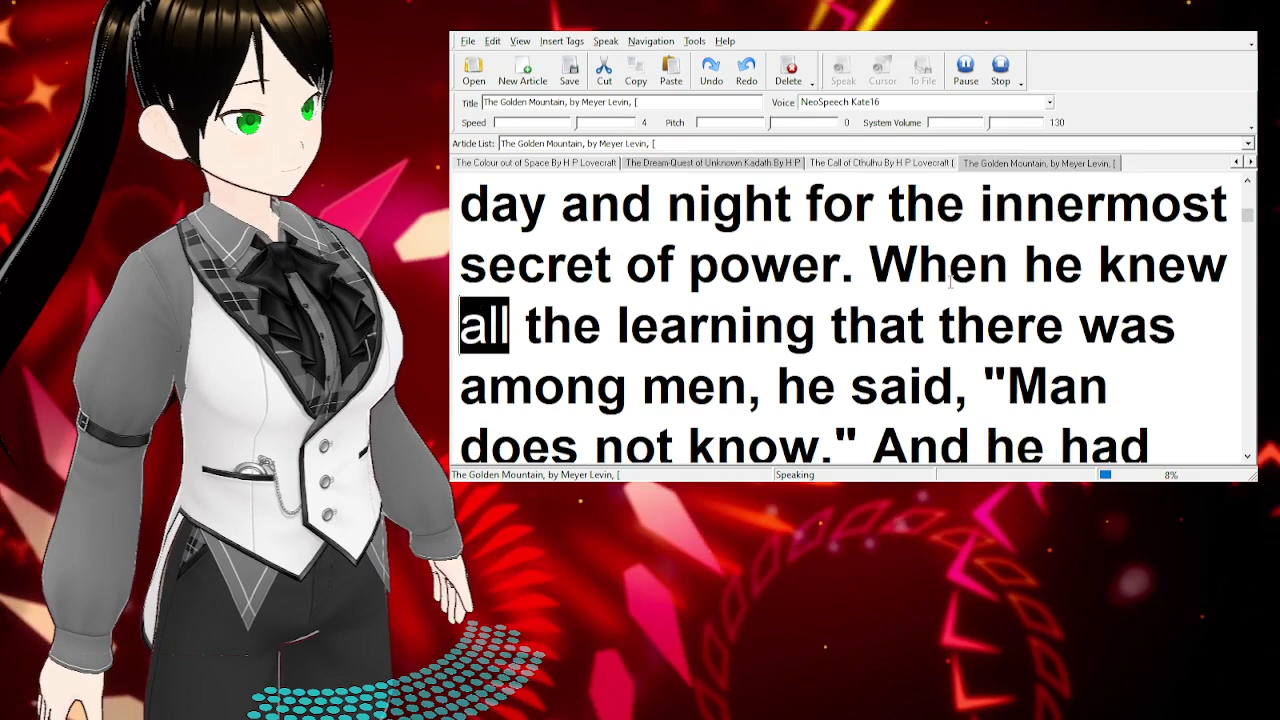 File Edit View Insert Tags Speak Navigation Tools Help
Open New Article Save Cut Copy Paste Undo Redo Delete Speak Cursor To File Pause Stop
Title The Golden Mountain, by Meyer Levin, [ Voice NeoSpeech Kate16
Speed 4 Pitch 0 System Volume 130
Article List: The Golden Mountain, by Meyer Levin, [
The Colour out of Space By H P Lovecraft The Dream-Quest of Unknown Kadath By H P The Call of Cthulhu By H P Lovecraft ( The Golden Mountain, by Meyer Levin, [
day and night for the innermost
secret of power. When he knew
all the learning that there was
among men, he said, "Man
does not know." And he had
The Golden Mountain, by Meyer Levin, [ Speaking 8%